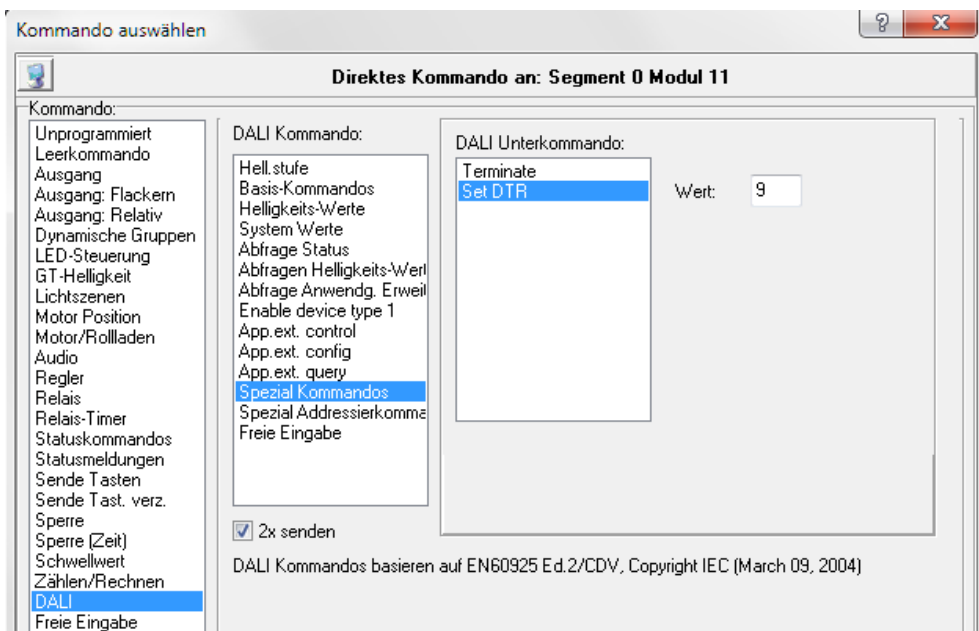 Kommando auswählen
Direktes Kommando an: Segment 0 Modul 11
Kommando:
Unprogrammiert
Leerkommando
Ausgang
Ausgang: Flackern
Ausgang: Relativ
Dynamische Gruppen
LED-Steuerung
GT-Helligkeit
Lichtszenen
Motor Position
Motor/Rollladen
Audio
Regler
Relais
Relais-Timer
Statuskommandos
Statusmeldungen
Sende Tasten
Sende Tast. verz.
Sperre
Sperre (Zeit)
Schwellwert
Zählen/Rechnen
DALI
Freie Eingabe
DALI Kommando:
Hell.stufe
Basis-Kommandos
Helligkeits-Werte
System Werte
Abfrage Status
Abfragen Helligkeits-Wert
Abfrage Anwendg. Erweit
Enable device type 1
App.ext. control
App.ext. config
App.ext. query
Spezial Kommandos
Spezial Addressierkomma
Freie Eingabe
2x senden
DALI Unterkommando:
Terminate
Set DTR
Wert: 9
DALI Kommandos basieren auf EN60925 Ed.2/CDV, Copyright IEC (March 09, 2004)